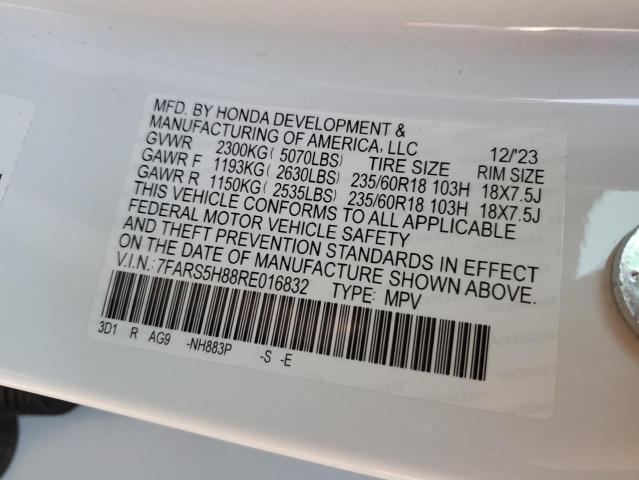 MFD. BY HONDA DEVELOPMENT &
MANUFACTURING OF AMERICA, LLC 12/'23
GVWR 2300KG( 5070LBS) TIRE SIZE RIM SIZE
GAWR F 1193KG( 2630LBS) 235/60R18 103H 18X7.5J
GAWR R 1150KG( 2535LBS) 235/60R18 103H 18X7.5J
THIS VEHICLE CONFORMS TO ALL APPLICABLE
FEDERAL MOTOR VEHICLE SAFETY
AND THEFT PREVENTION STANDARDS IN EFFECT
ON THE DATE OF MANUFACTURE SHOWN ABOVE.
V.I.N.: 7FARS5H88RE016832 TYPE: MPV
3D1 R AG9 -NH883P -S -E